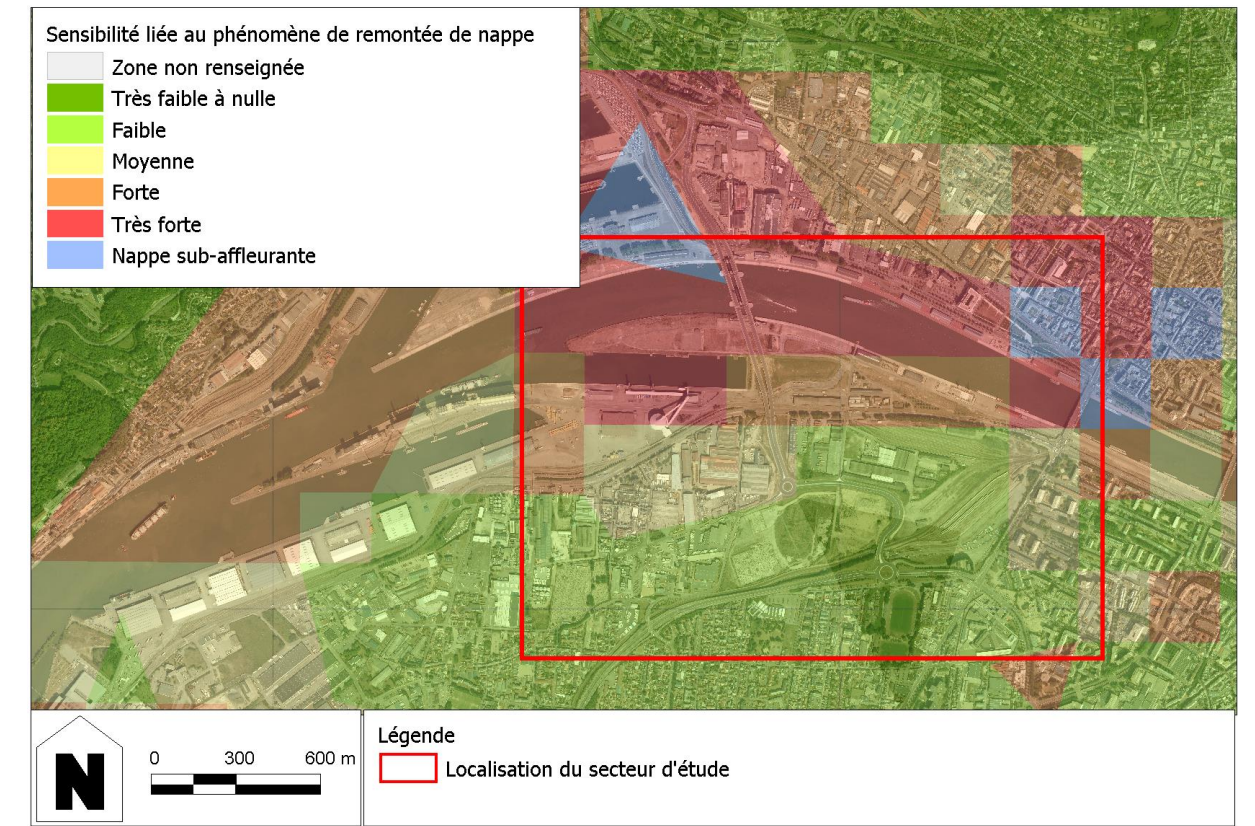 Sensibilité liée au phénomène de remontée de nappe
Zone non renseignée
Très faible à nulle
Faible
Moyenne
Forte
Très forte
Nappe sub-affleurante
N
0 300 600 m
Légende
Localisation du secteur d'étude